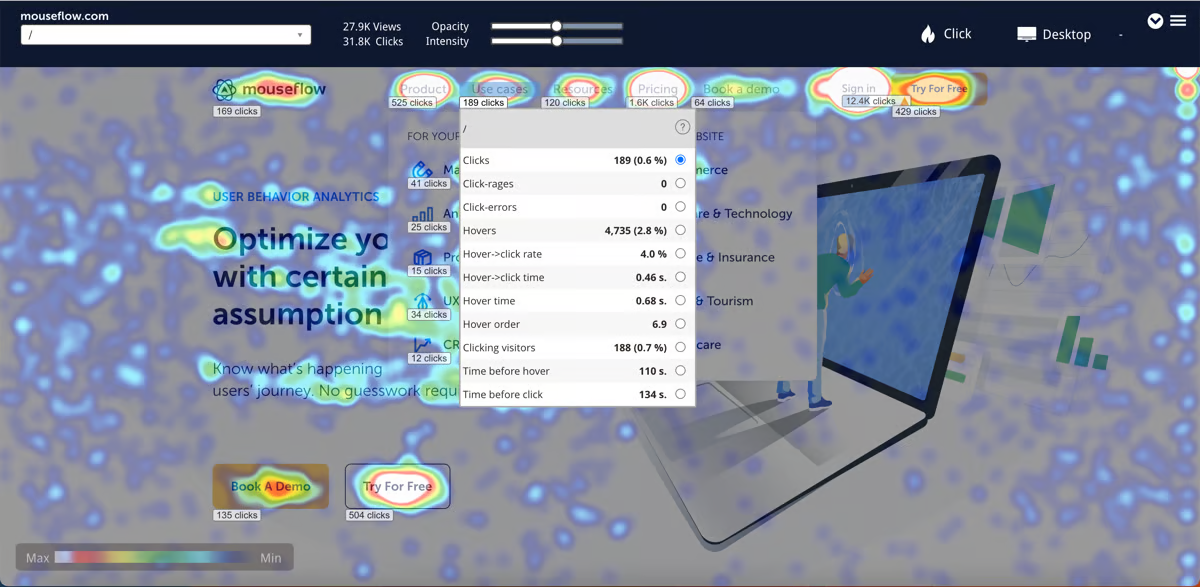 mouseflow.com
/
27.9K Views
31.8K Clicks
Opacity
Intensity
Click
Desktop
-
mouseflow
169 clicks
Product
525 clicks
Use cases
189 clicks
Resources
120 clicks
Pricing
1.6K clicks
Book a demo
64 clicks
Sign in
12.4K clicks
Try For Free
429 clicks
FOR YOUR
BSITE
/
?
Clicks 189 (0.6 %)
Click-rages 0
Click-errors 0
Hovers 4,735 (2.8 %)
Hover->click rate 4.0 %
Hover->click time 0.46 s.
Hover time 0.68 s.
Hover order 6.9
Clicking visitors 188 (0.7 %)
Time before hover 110 s.
Time before click 134 s.
Ma
41 clicks
An
25 clicks
Pro
15 clicks
UX
34 clicks
CR
12 clicks
merce
re & Technology
e & Insurance
& Tourism
care
USER BEHAVIOR ANALYTICS
Optimize yo
with certain
assumption
Know what's happening
users' journey. No guesswork requ
Book A Demo
135 clicks
Try For Free
504 clicks
Max
Min